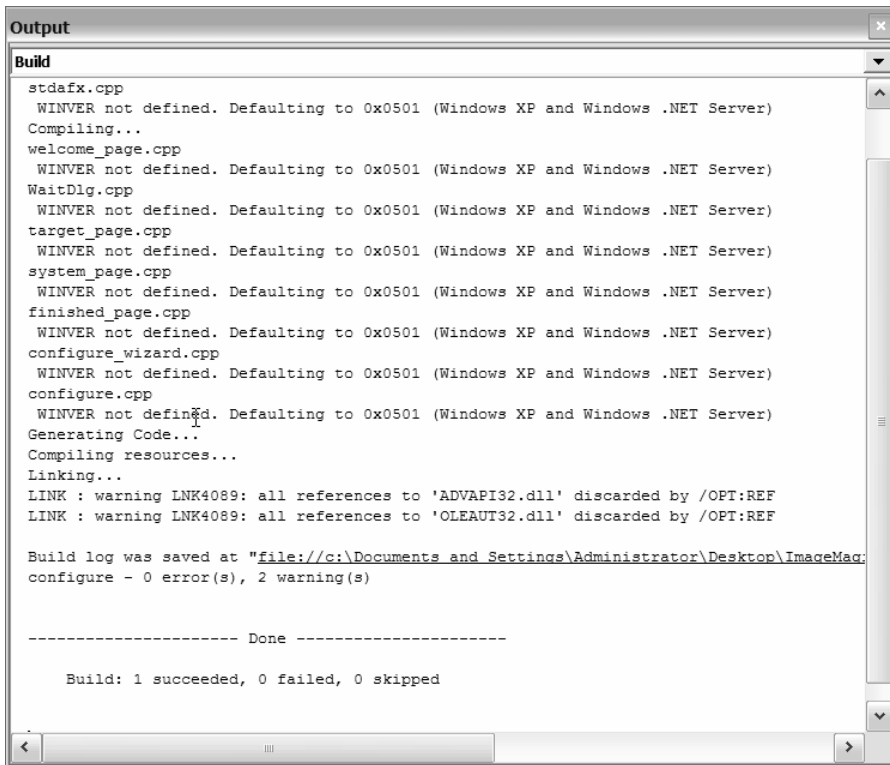 Output
Build
stdafx.cpp
WINVER not defined. Defaulting to 0x0501 (Windows XP and Windows .NET Server)
Compiling...
welcome_page.cpp
WINVER not defined. Defaulting to 0x0501 (Windows XP and Windows .NET Server)
WaitDlg.cpp
WINVER not defined. Defaulting to 0x0501 (Windows XP and Windows .NET Server)
target_page.cpp
WINVER not defined. Defaulting to 0x0501 (Windows XP and Windows .NET Server)
system_page.cpp
WINVER not defined. Defaulting to 0x0501 (Windows XP and Windows .NET Server)
finished_page.cpp
WINVER not defined. Defaulting to 0x0501 (Windows XP and Windows .NET Server)
configure_wizard.cpp
WINVER not defined. Defaulting to 0x0501 (Windows XP and Windows .NET Server)
configure.cpp
WINVER not defined. Defaulting to 0x0501 (Windows XP and Windows .NET Server)
Generating Code...
Compiling resources...
Linking...
LINK : warning LNK4089: all references to 'ADVAPI32.dll' discarded by /OPT:REF
LINK : warning LNK4089: all references to 'OLEAUT32.dll' discarded by /OPT:REF
Build log was saved at "file://c:\Documents and Settings\Administrator\Desktop\ImageMag
configure - 0 error(s), 2 warning(s)
---------------------- Done ----------------------
Build: 1 succeeded, 0 failed, 0 skipped